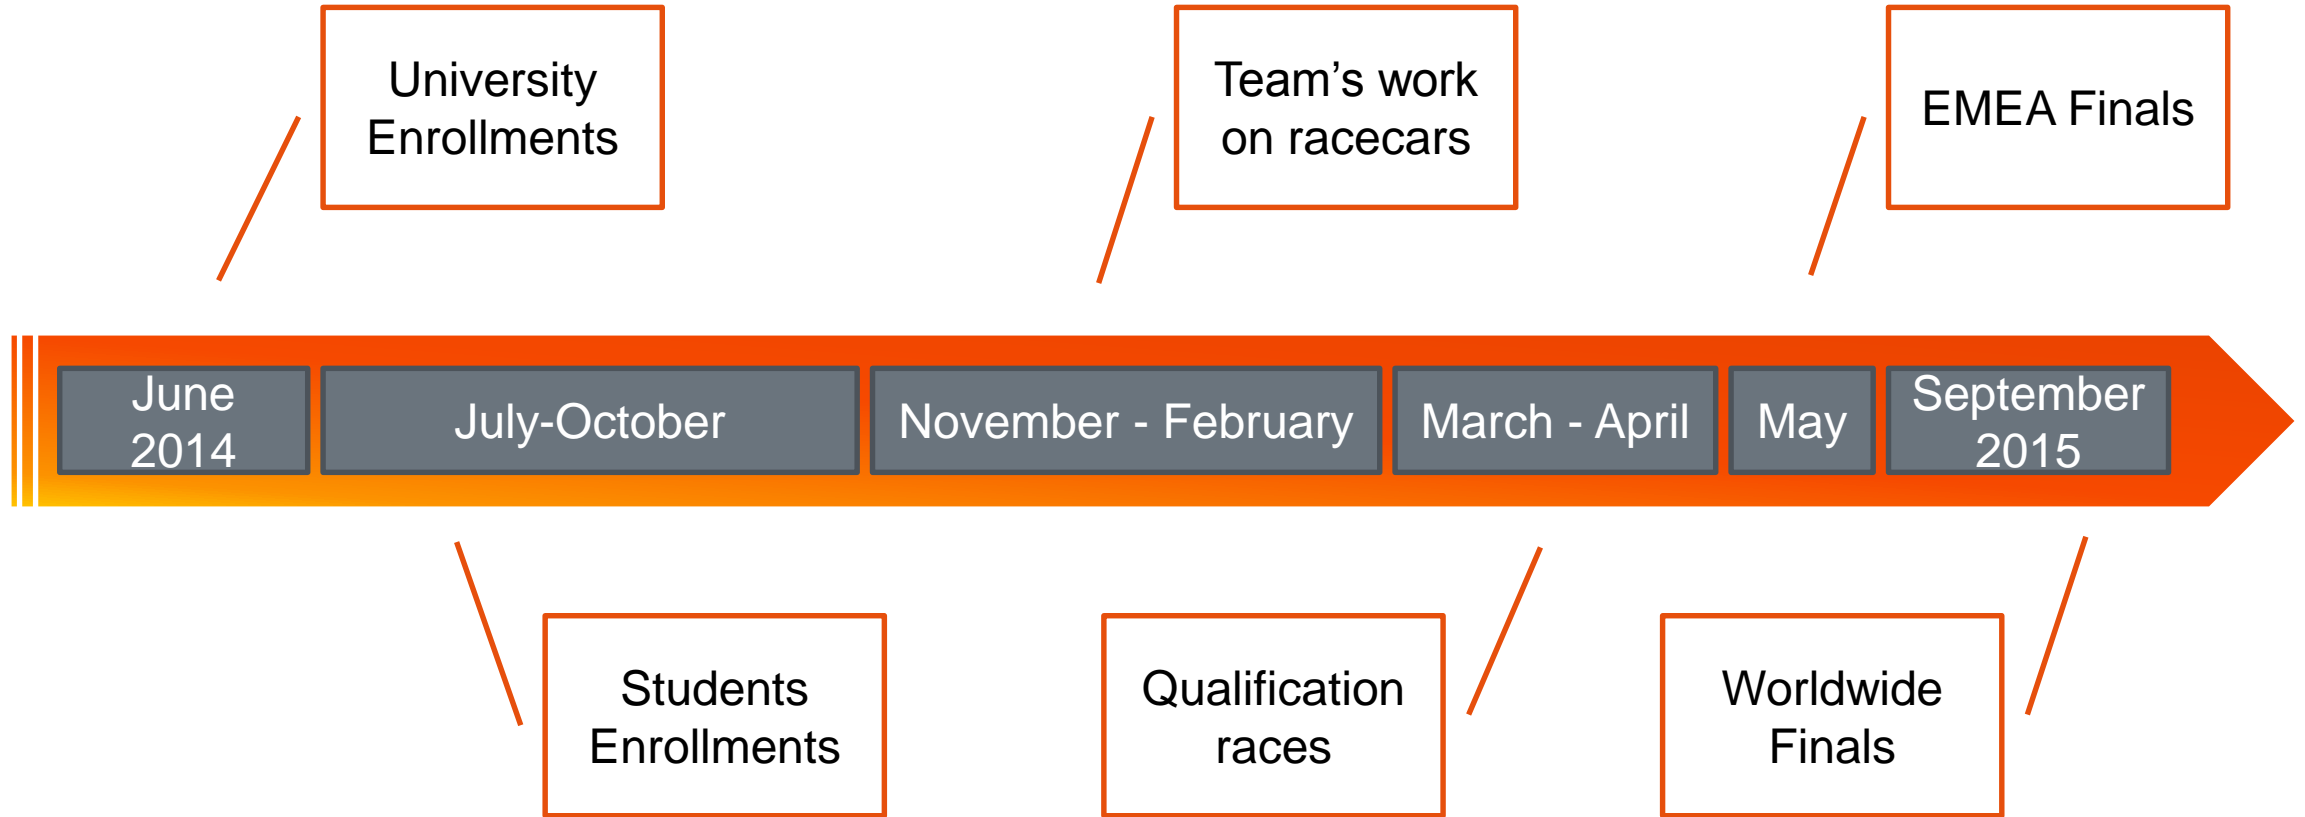 University
Enrollments
Team’s work
on racecars
EMEA Finals
June
2014
July-October
November - February
March - April
May
September
2015
Students
Enrollments
Qualification
races
Worldwide
Finals